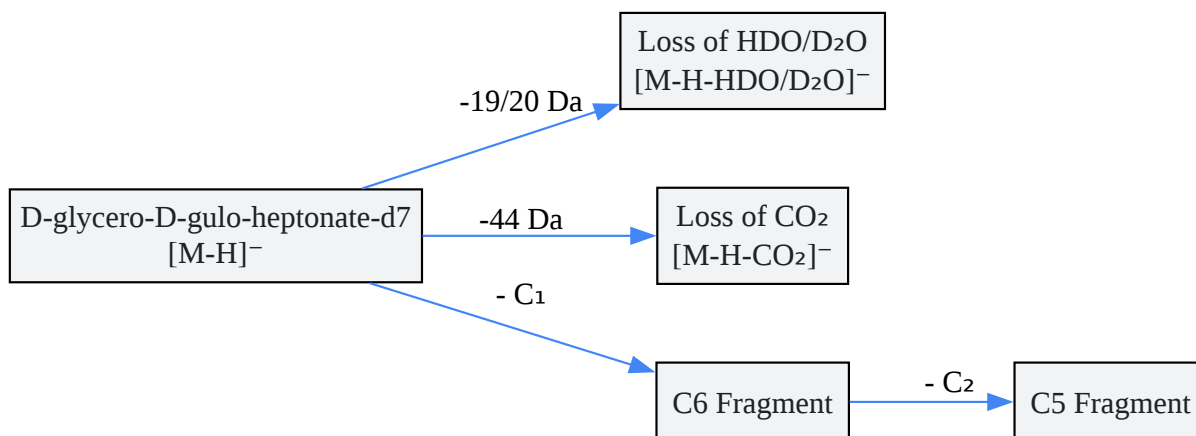 Loss of HDO/D₂O
[M-H-HDO/D₂O]⁻
-19/20 Da
D-glycero-D-gulo-heptonate-d7
[M-H]⁻
-44 Da
Loss of CO₂
[M-H-CO₂]⁻
- C₁
C6 Fragment
- C₂
C5 Fragment